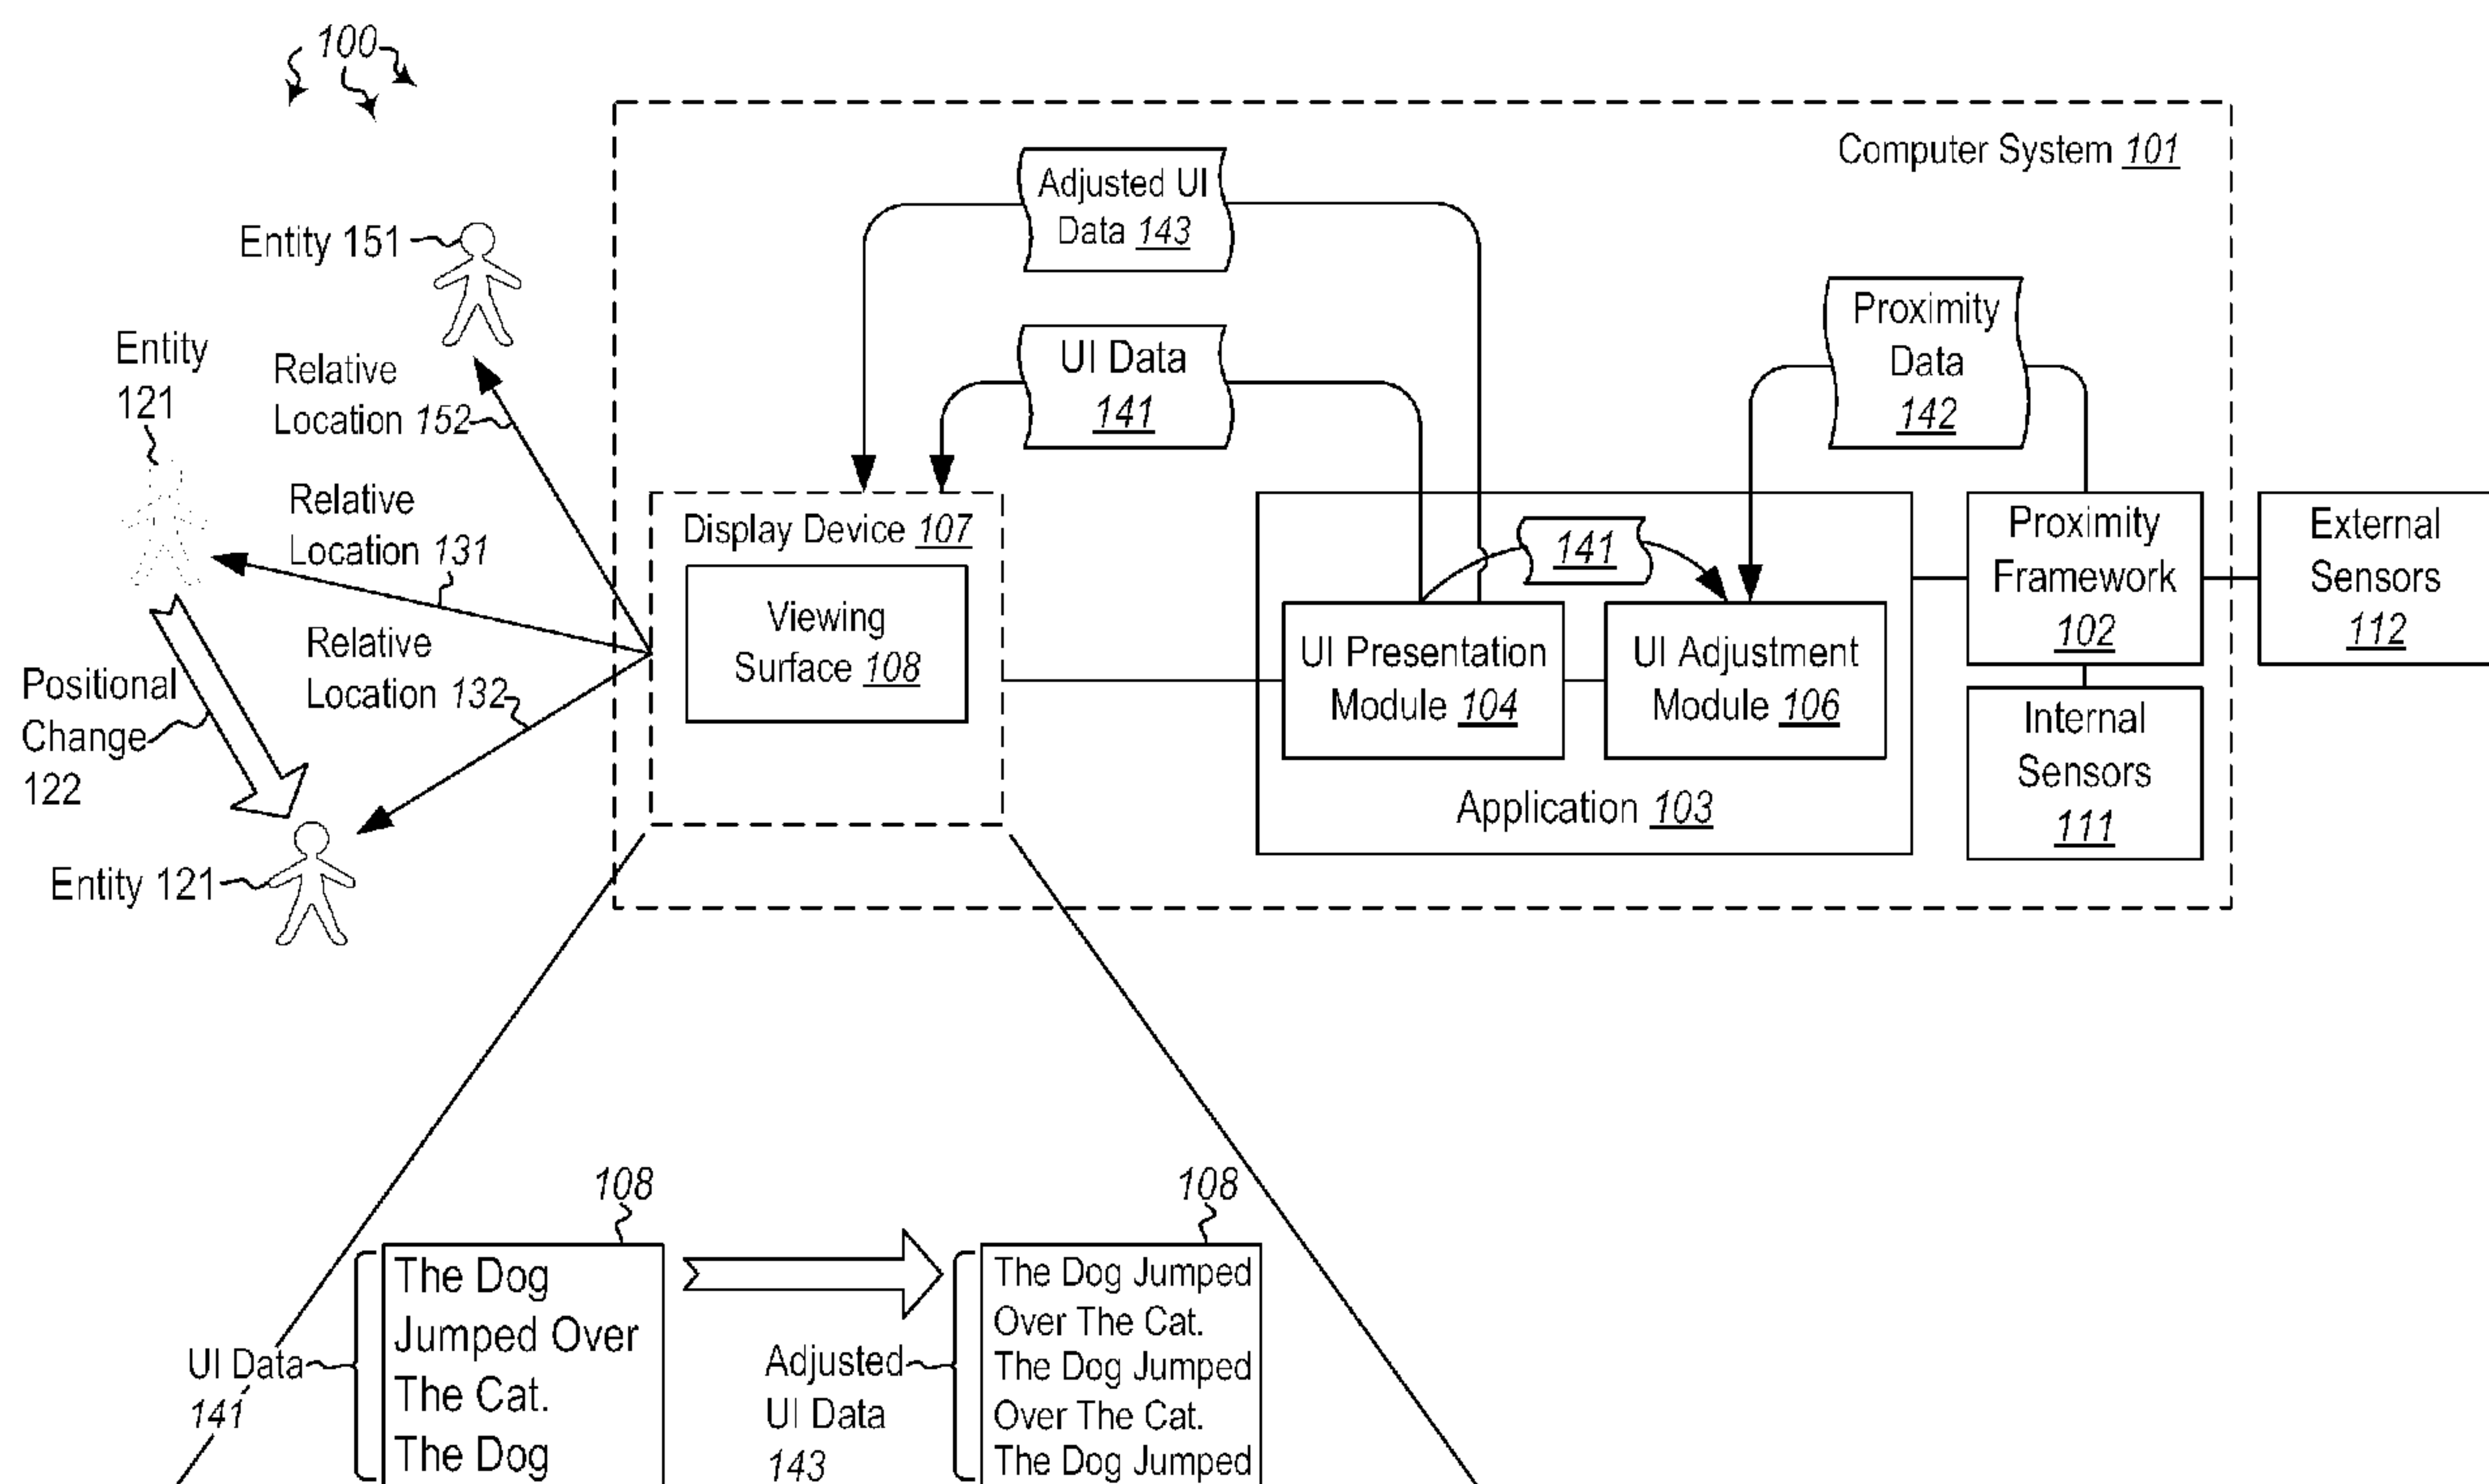 100
Computer System 101
Adjusted UI
Data 143
Entity 151
Proximity
Data
142
UI Data
141
Entity
121
Relative
Location 152
Relative
Location 131
Display Device 107
Viewing
Surface 108
141
Proximity
Framework
102
External
Sensors
112
Relative
Location 132
UI Presentation
Module 104
UI Adjustment
Module 106
Positional
Change
122
Internal
Sensors
111
Application 103
Entity 121
108
108
UI Data
141
The Dog
Jumped Over
The Cat.
The Dog
Adjusted
UI Data
143
The Dog Jumped
Over The Cat.
The Dog Jumped
Over The Cat.
The Dog Jumped